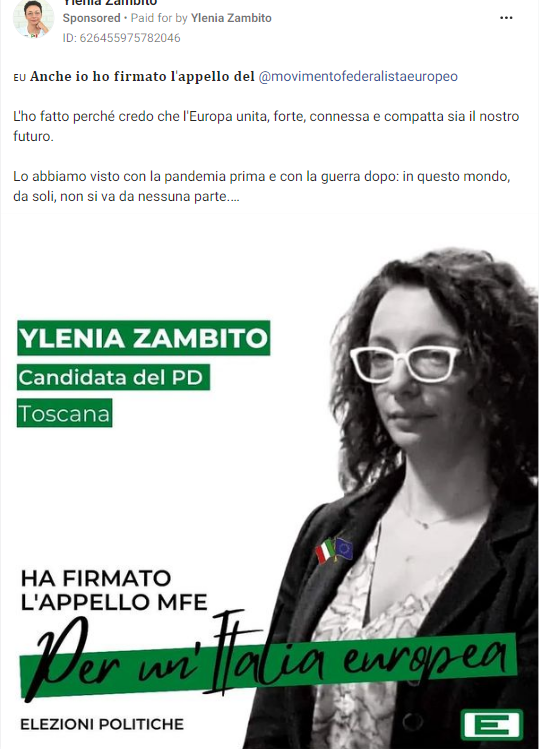 Ylenia Zambito
Sponsored • Paid for by Ylenia Zambito
ID: 626455975782046
EU Anche io ho firmato l'appello del @movimentofederalistaeuropeo
L'ho fatto perché credo che l'Europa unita, forte, connessa e compatta sia il nostro
futuro.
Lo abbiamo visto con la pandemia prima e con la guerra dopo: in questo mondo,
da soli, non si va da nessuna parte....
YLENIA ZAMBITO
Candidata del PD
Toscana
HA FIRMATO
L'APPELLO MFE
Per un'Italia europea
ELEZIONI POLITICHE
E